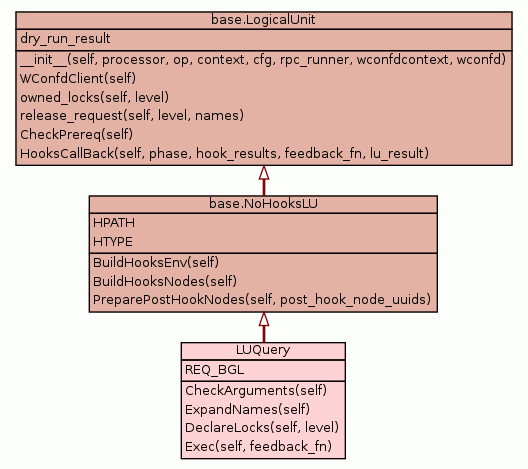 base.LogicalUnit
dry_run_result
__init__(self, processor, op, context, cfg, rpc_runner, wconfdcontext, wconfd)
WConfdClient(self)
owned_locks(self, level)
release_request(self, level, names)
CheckPrereq(self)
HooksCallBack(self, phase, hook_results, feedback_fn, lu_result)
base.NoHooksLU
HPATH
HTYPE
BuildHooksEnv(self)
BuildHooksNodes(self)
PreparePostHookNodes(self, post_hook_node_uuids)
LUQuery
REQ_BGL
CheckArguments(self)
ExpandNames(self)
DeclareLocks(self, level)
Exec(self, feedback_fn)